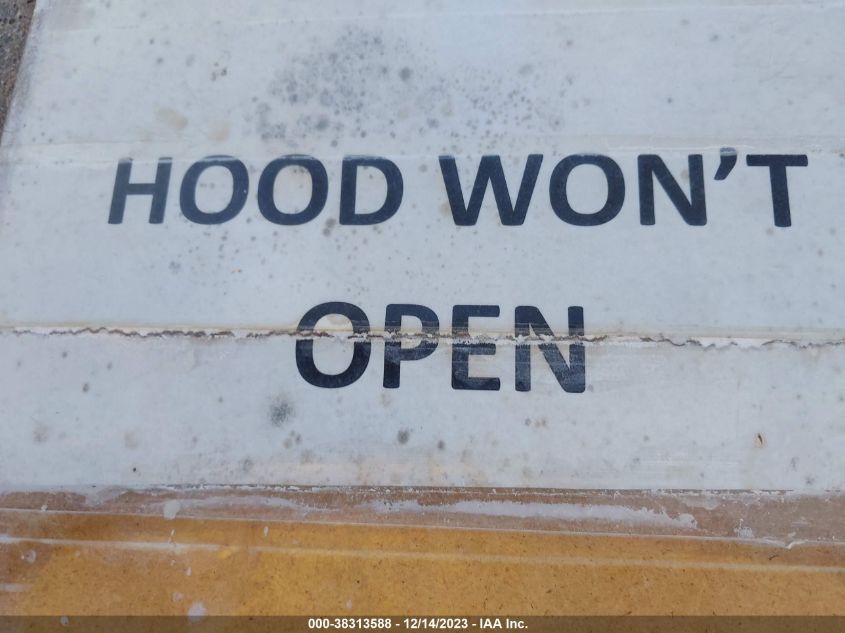 HOOD WON'T
OPEN
000-38313588 - 12/14/2023 - IAA Inc.